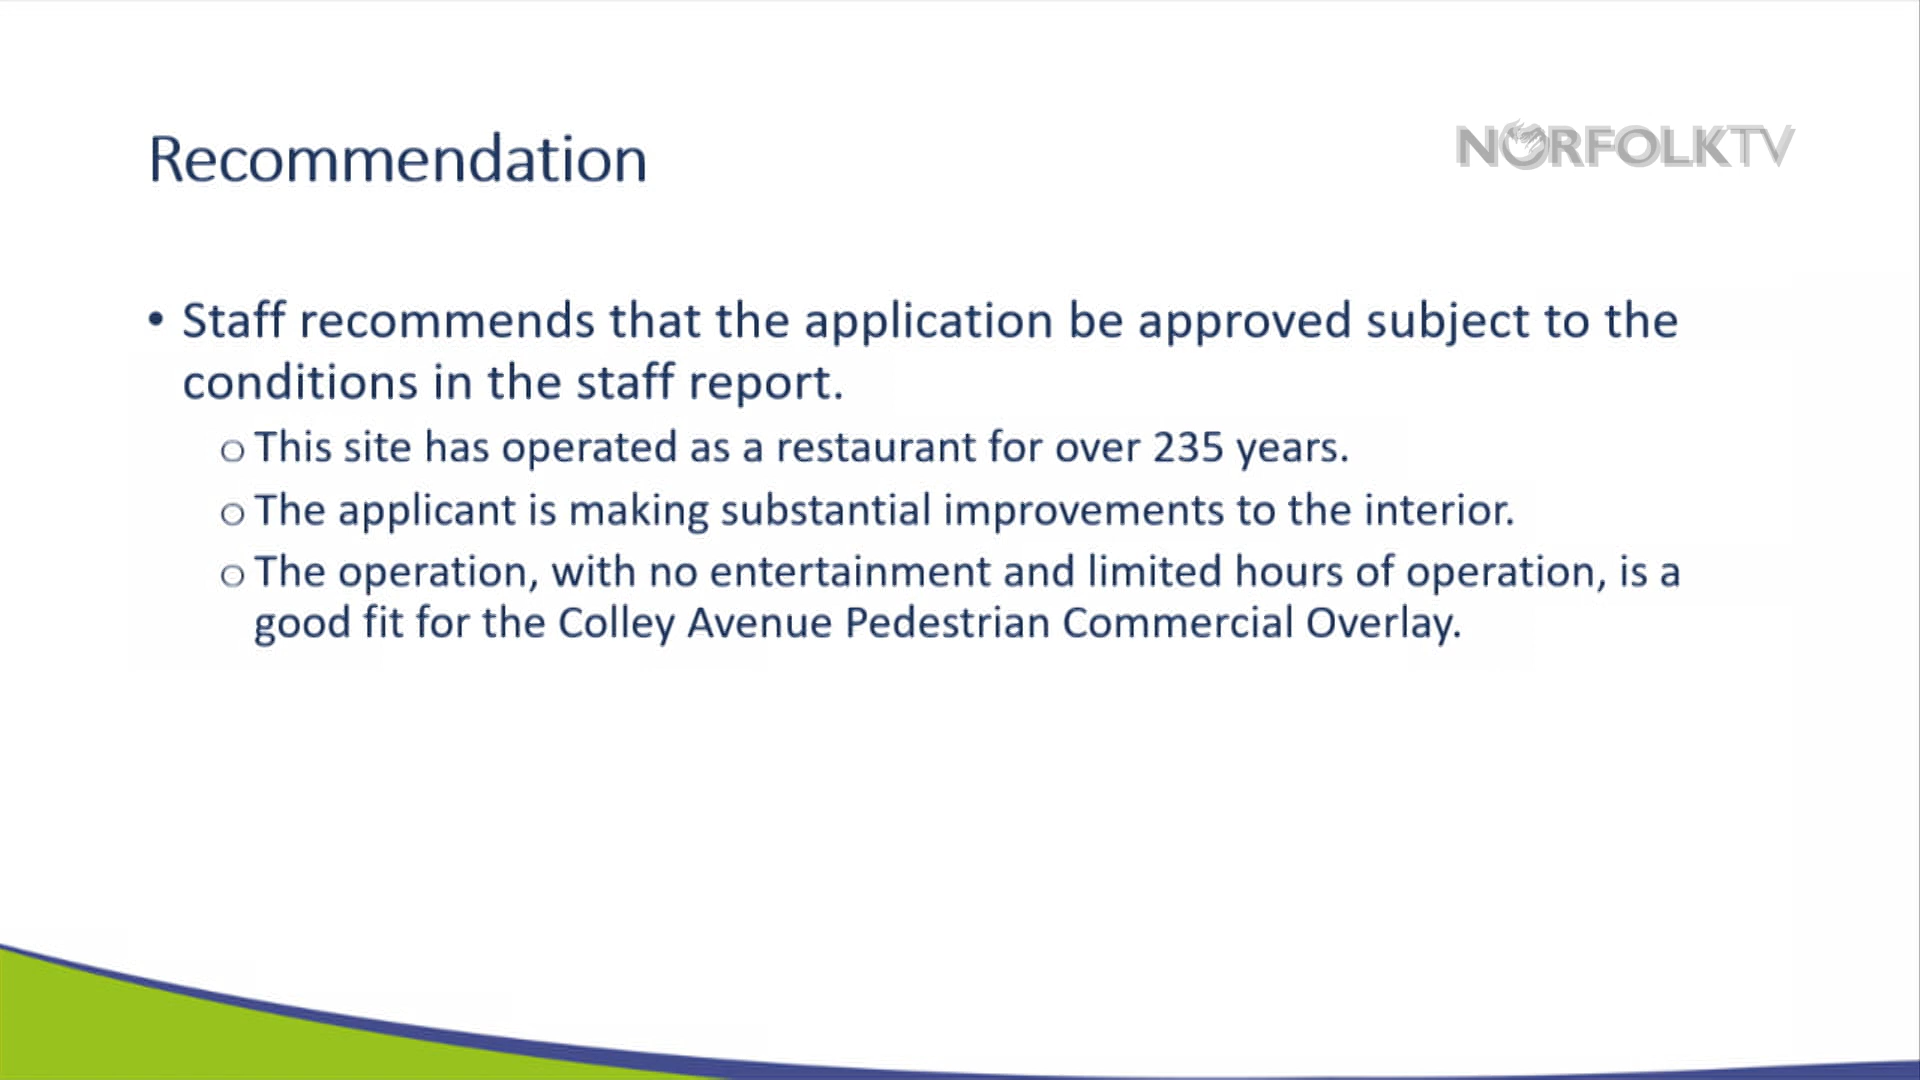 Recommendation
NORFOLKTV
• Staff recommends that the application be approved subject to the
conditions in the staff report.
o This site has operated as a restaurant for over 235 years.
o The applicant is making substantial improvements to the interior.
o The operation, with no entertainment and limited hours of operation, is a
good fit for the Colley Avenue Pedestrian Commercial Overlay.